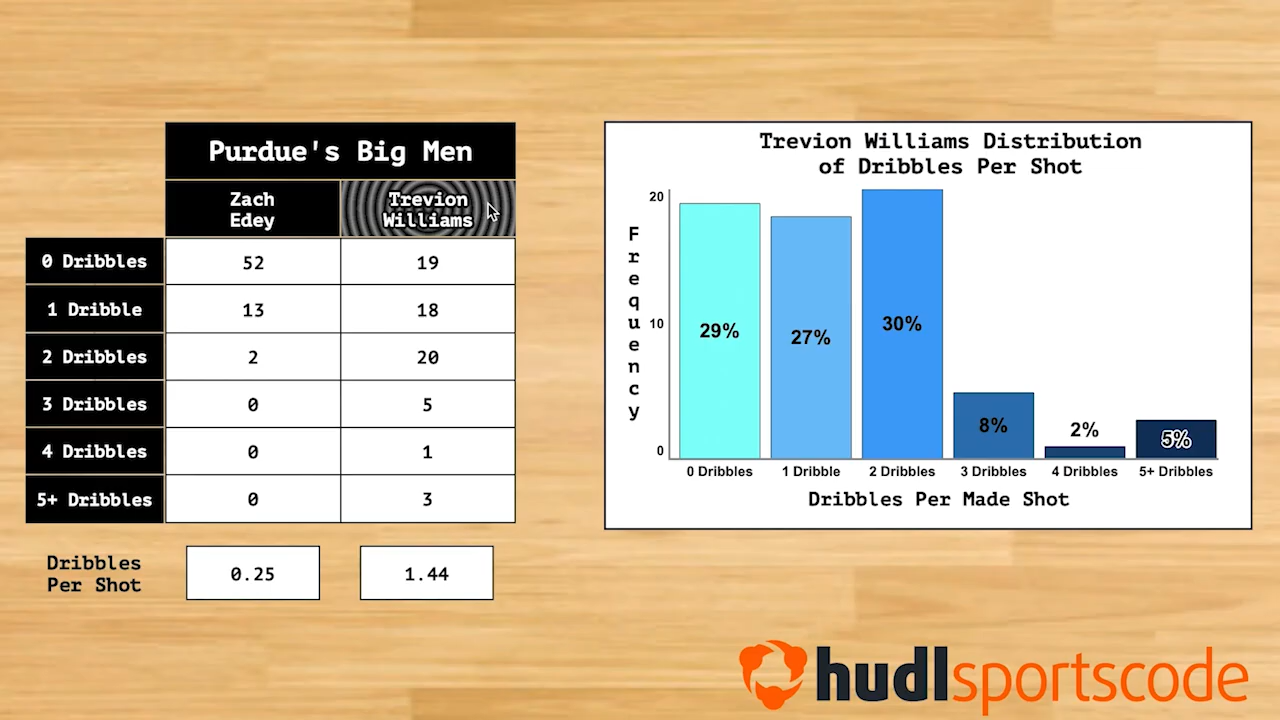 Purdue's Big Men
Zach
Edey
Trevion
Williams
0 Dribbles 52 19
1 Dribble 13 18
2 Dribbles 2 20
3 Dribbles 0 5
4 Dribbles 0 1
5+ Dribbles 0 3
Dribbles
Per Shot
0.25 1.44
Trevion Williams Distribution
of Dribbles Per Shot
Frequency
20
10
0
29% 27% 30% 8% 2% 5%
0 Dribbles 1 Dribble 2 Dribbles 3 Dribbles 4 Dribbles 5+ Dribbles
Dribbles Per Made Shot
hudlsportscode